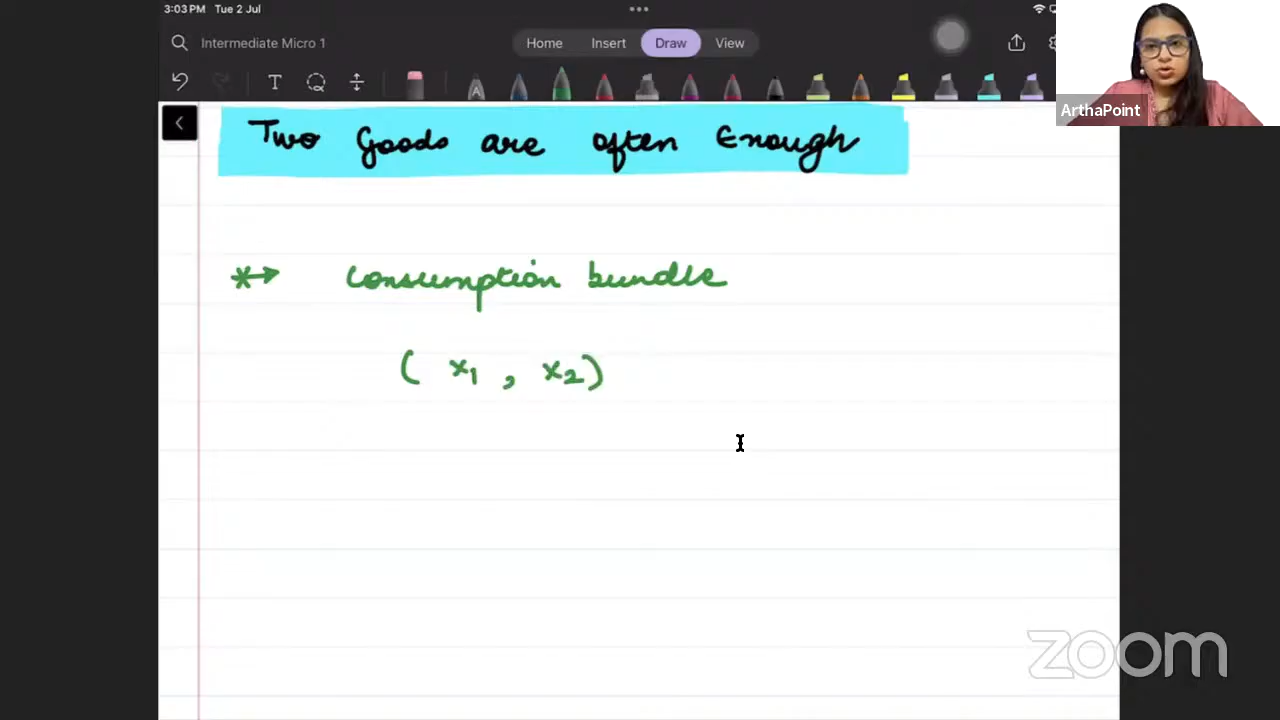 3:03 PM Tue 2 Jul
Intermediate Micro 1
Home Insert Draw View
T
A
ArthaPoint
Two Goods are often Enough
consumption bundle
( x1 , x2 )
zoom